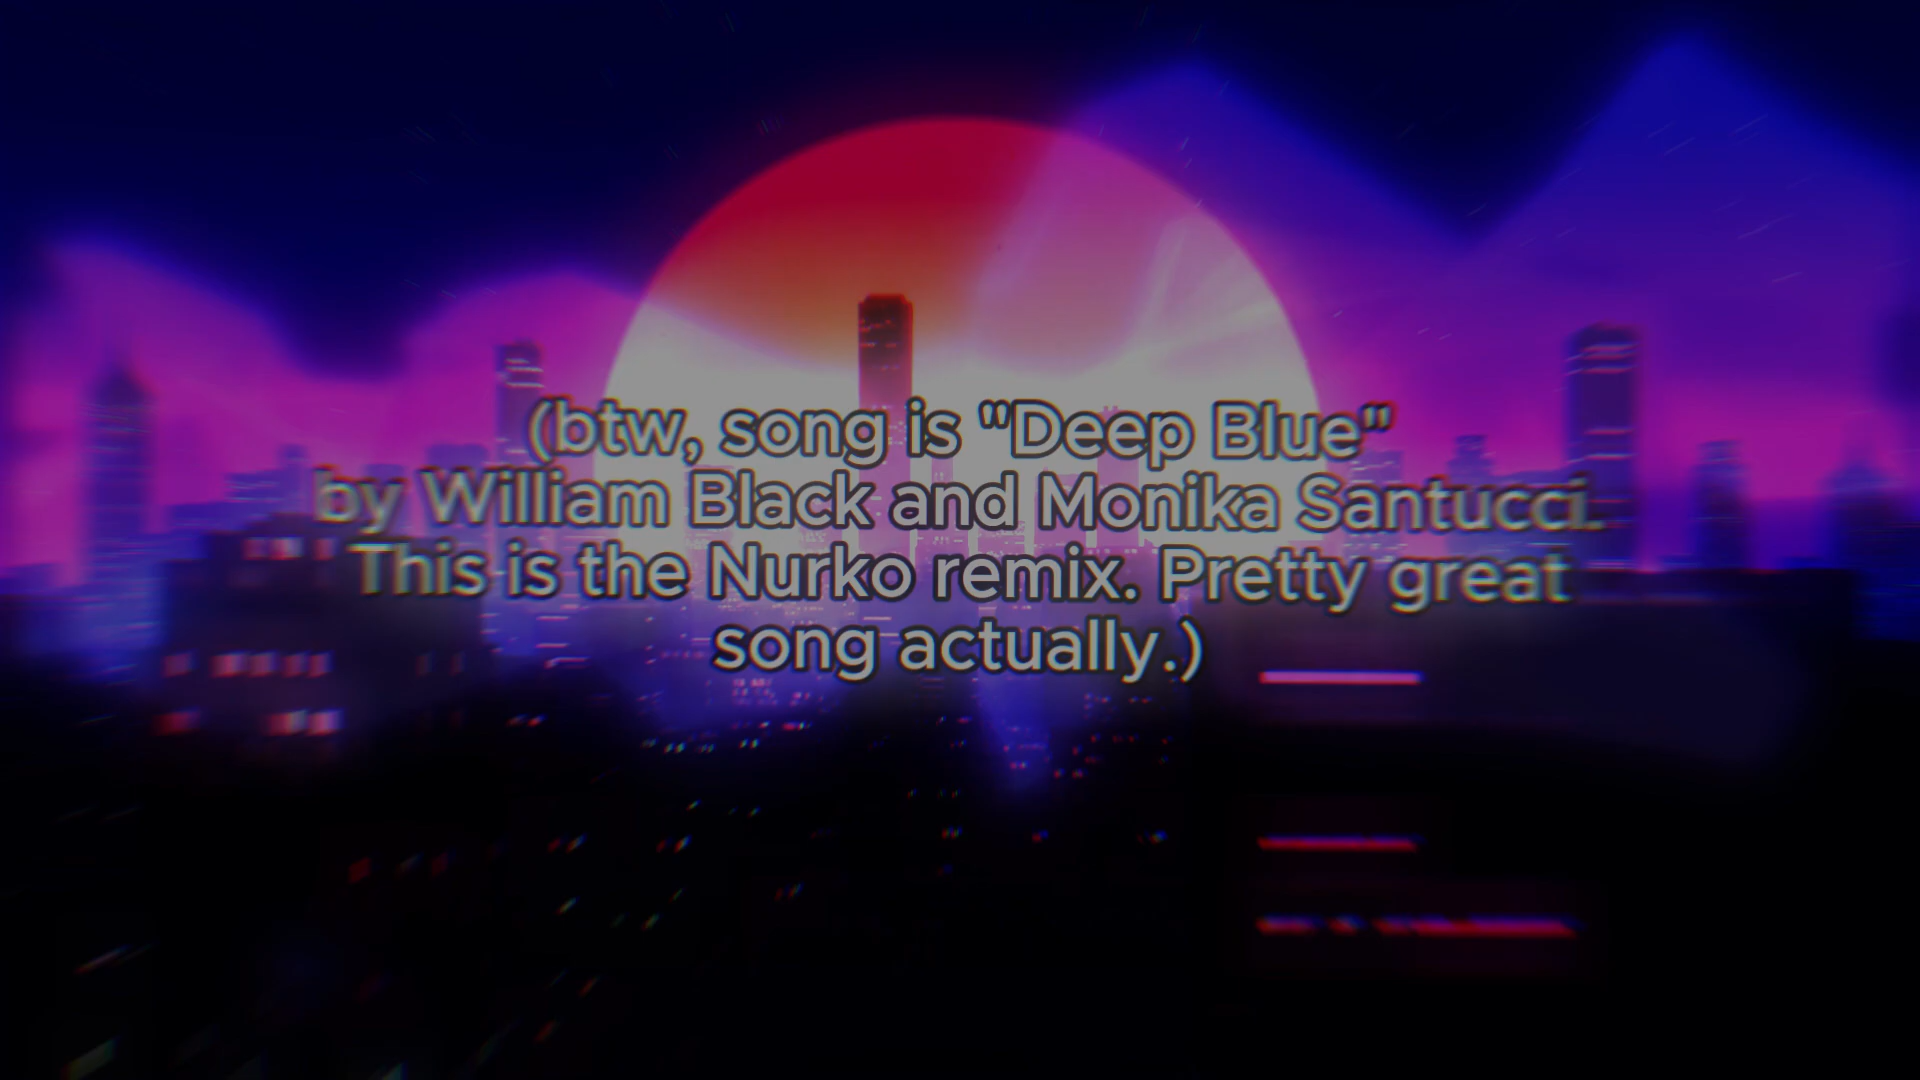 (btw, song is "Deep Blue"
by William Black and Monika Santucci.
This is the Nurko remix. Pretty great
song actually.)